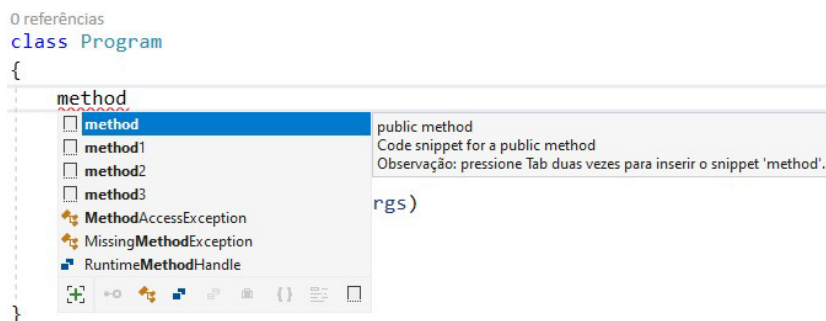 0 referências
class Program
{
method
method
method1
method2
method3
MethodAccessException
MissingMethodException
RuntimeMethodHandle
public method
Code snippet for a public method
Observação: pressione Tab duas vezes para inserir o snippet 'method'.
rgs)
{ }
}